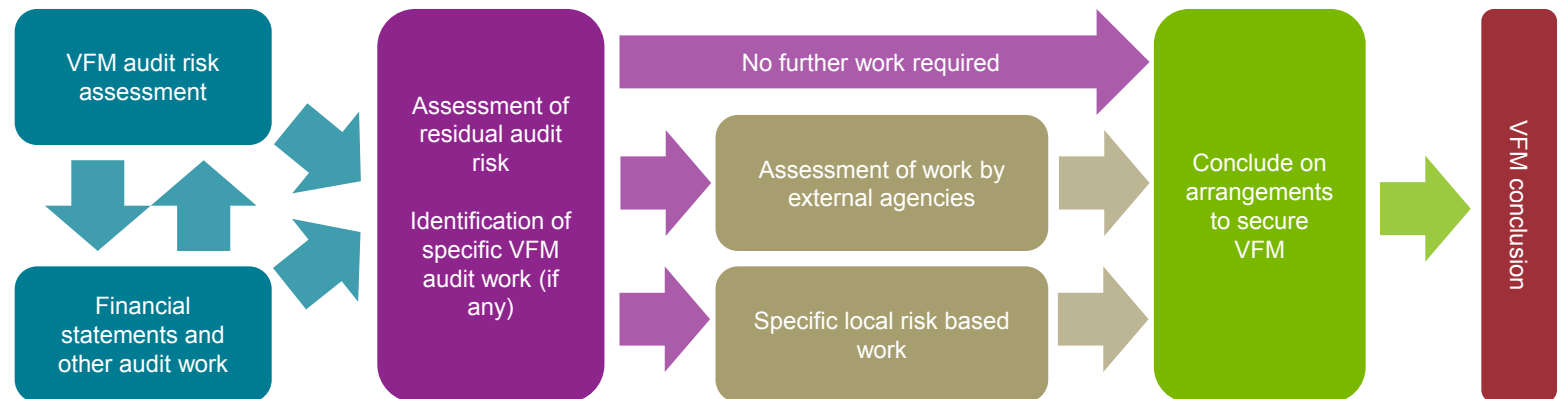 VFM audit risk
assessment
Financial
statements and
other audit work
Assessment of
residual audit
risk
Identification of
specific VFM
audit work (if
any)
No further work required
Assessment of work by
external agencies
Specific local risk based
work
Conclude on
arrangements
to secure
VFM
VFM conclusion